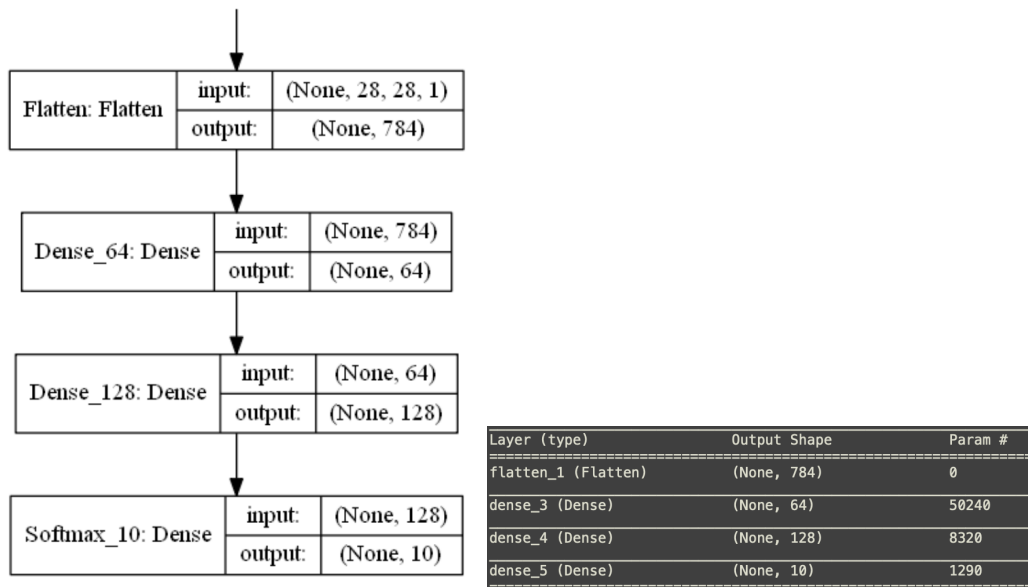 Flatten: Flatten
input: (None, 28, 28, 1)
output: (None, 784)
Dense_64: Dense
input: (None, 784)
output: (None, 64)
Dense_128: Dense
input: (None, 64)
output: (None, 128)
Softmax_10: Dense
input: (None, 128)
output: (None, 10)
Layer (type) Output Shape Param #
flatten_1 (Flatten) (None, 784) 0
dense_3 (Dense) (None, 64) 50240
dense_4 (Dense) (None, 128) 8320
dense_5 (Dense) (None, 10) 1290